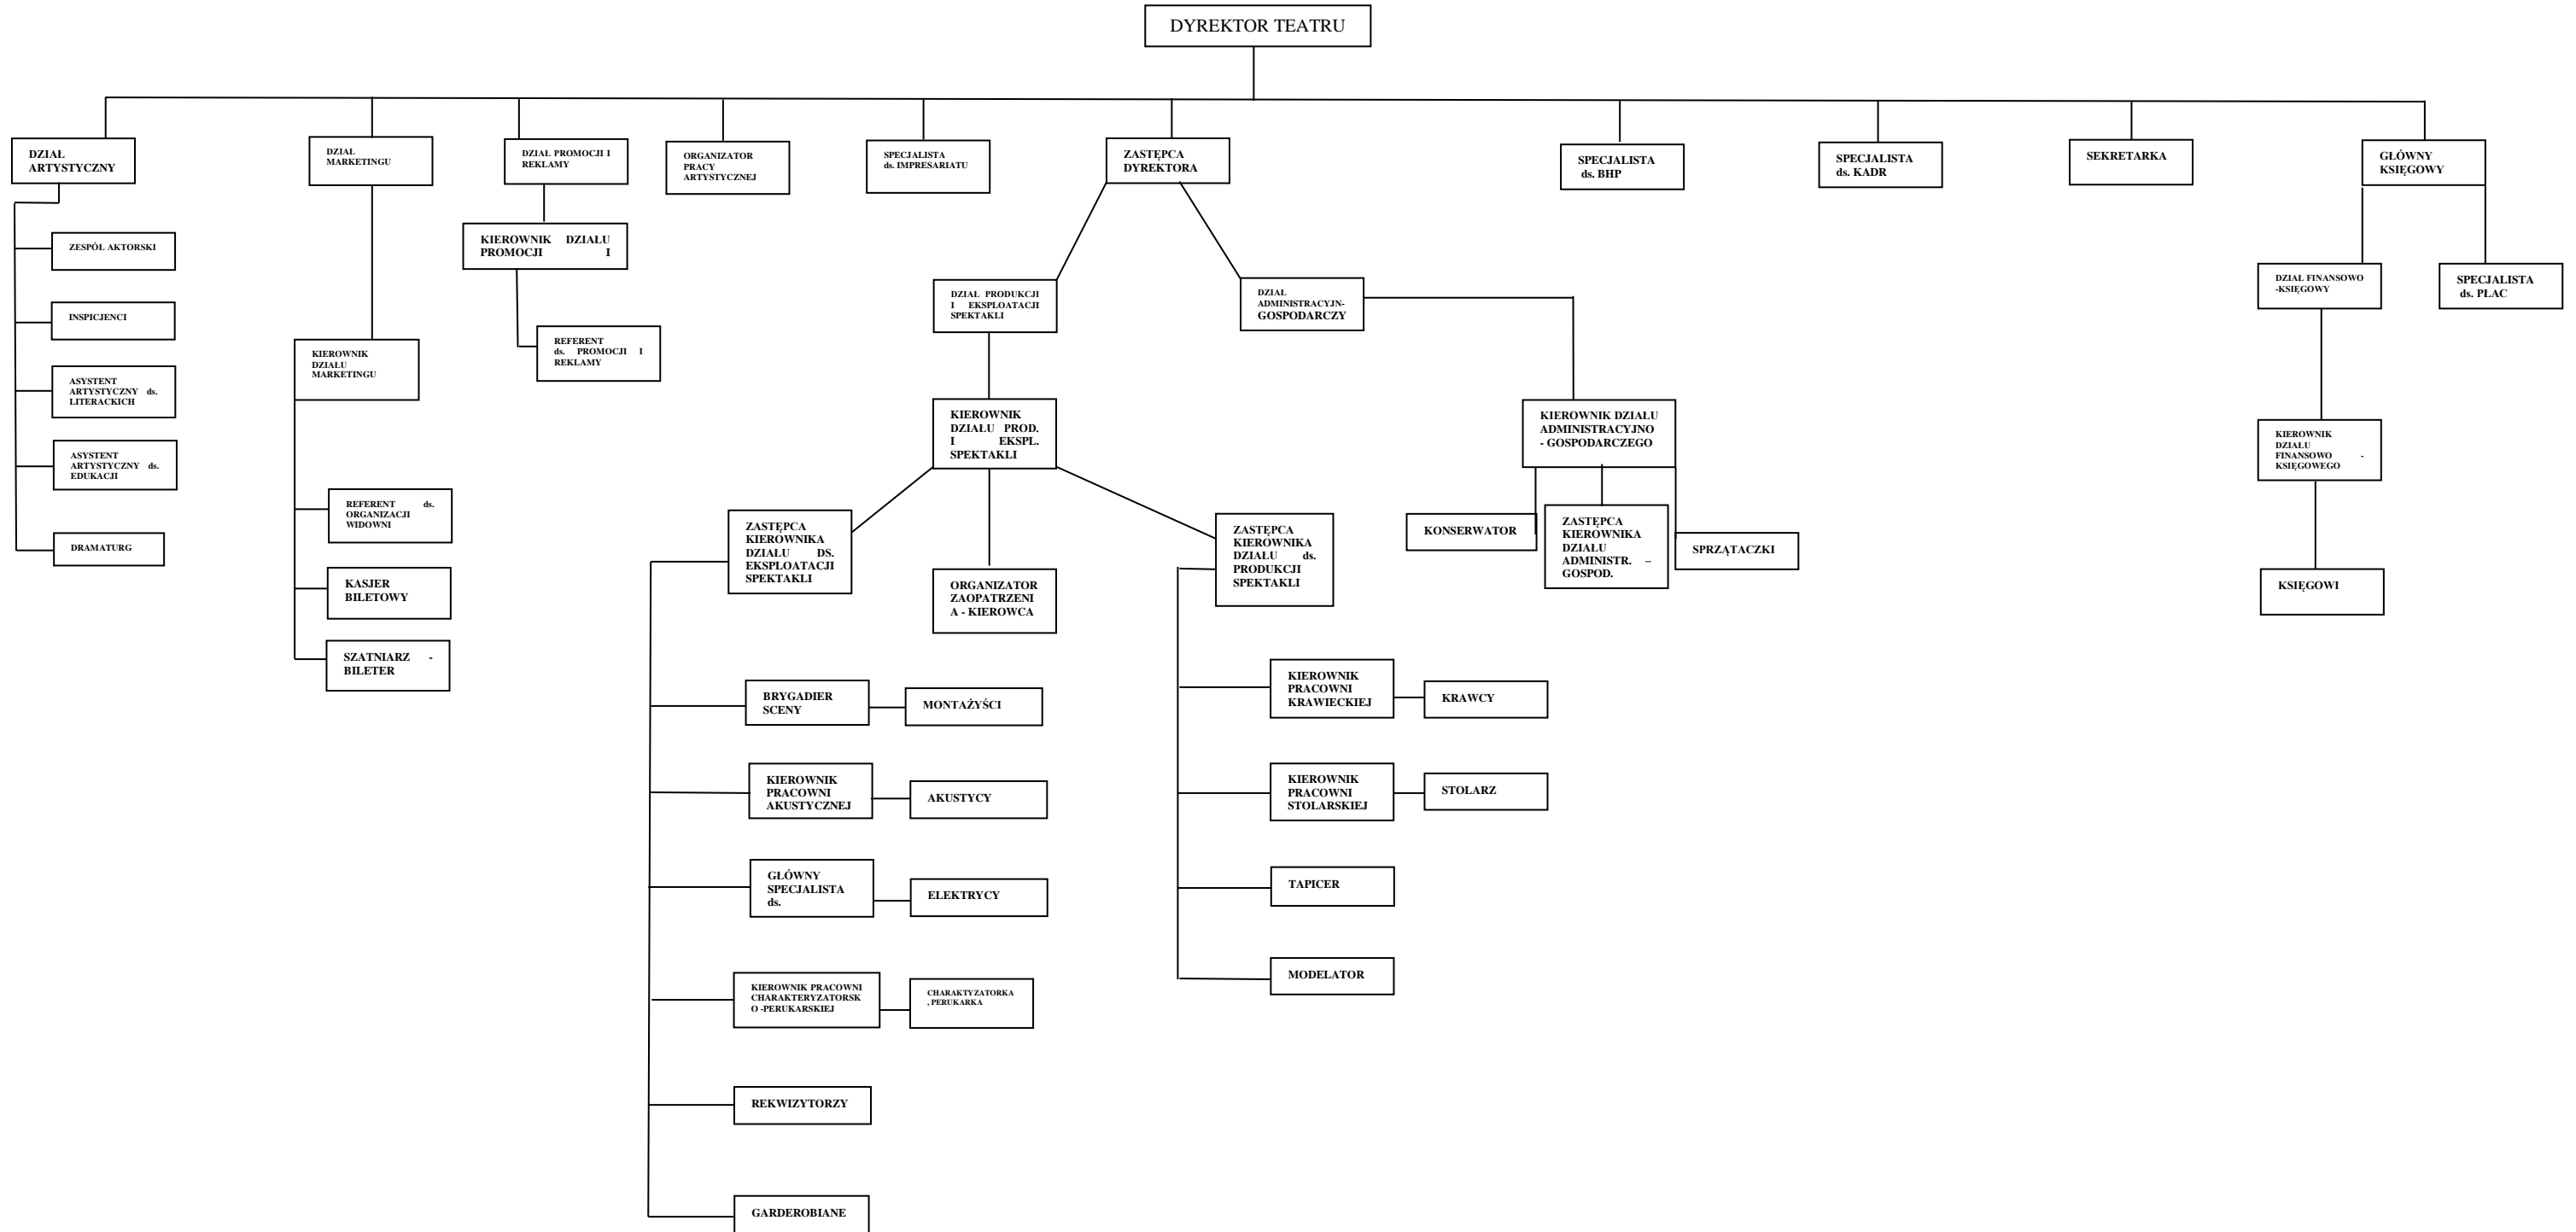 DYREKTOR TEATRU
DZIAŁ
ARTYSTYCZNY
DZIAŁ
MARKETINGU
DZIAŁ PROMOCJI I
REKLAMY
ORGANIZATOR
PRACY
ARTYSTYCZNEJ
SPECJALISTA
ds. IMPRESARIATU
ZASTĘPCA
DYREKTORA
SPECJALISTA
ds. BHP
SPECJALISTA
ds. KADR
SEKRETARKA
GŁÓWNY
KSIĘGOWY
ZESPÓŁ AKTORSKI
INSPICJENCI
ASYSTENT
ARTYSTYCZNY ds.
LITERACKICH
ASYSTENT
ARTYSTYCZNY ds.
EDUKACJI
DRAMATURG
KIEROWNIK
DZIAŁU
MARKETINGU
REFERENT ds.
ORGANIZACJI
WIDOWNI
KASJER
BILETOWY
SZATNIARZ -
BILETER
KIEROWNIK DZIAŁU
PROMOCJI I
REFERENT
ds. PROMOCJI I
REKLAMY
DZIAŁ PRODUKCJI
I EKSPLOATACJI
SPEKTAKLI
DZIAŁ
ADMINISTRACYJN-
GOSPODARCZY
KIEROWNIK
DZIAŁU PROD.
I EKSPL.
SPEKTAKLI
ZASTĘPCA
KIEROWNIKA
DZIAŁU DS.
EKSPLOATACJI
SPEKTAKLI
ORGANIZATOR
ZAOPATRZENI
A - KIEROWCA
ZASTĘPCA
KIEROWNIKA
DZIAŁU ds.
PRODUKCJI
SPEKTAKLI
BRYGADIER
SCENY
MONTAŻYŚCI
KIEROWNIK
PRACOWNI
AKUSTYCZNEJ
AKUSTYCY
GŁÓWNY
SPECJALISTA
ds.
ELEKTRYCY
KIEROWNIK PRACOWNI
CHARAKTERYZATORSK
O -PERUKARSKIEJ
CHARAKTYZATORKA
, PERUKARKA
REKWIZYTORZY
GARDEROBIANE
KIEROWNIK
PRACOWNI
KRAWIECKIEJ
KRAWCY
KIEROWNIK
PRACOWNI
STOLARSKIEJ
STOLARZ
TAPICER
MODELATOR
KIEROWNIK DZIAŁU
ADMINISTRACYJNO
- GOSPODARCZEGO
KONSERWATOR
ZASTĘPCA
KIEROWNIKA
DZIAŁU
ADMINISTR. –
GOSPOD.
SPRZĄTACZKI
DZIAŁ FINANSOWO
-KSIĘGOWY
SPECJALISTA
ds. PŁAC
KIEROWNIK
DZIAŁU
FINANSOWO -
KSIĘGOWEGO
KSIĘGOWI